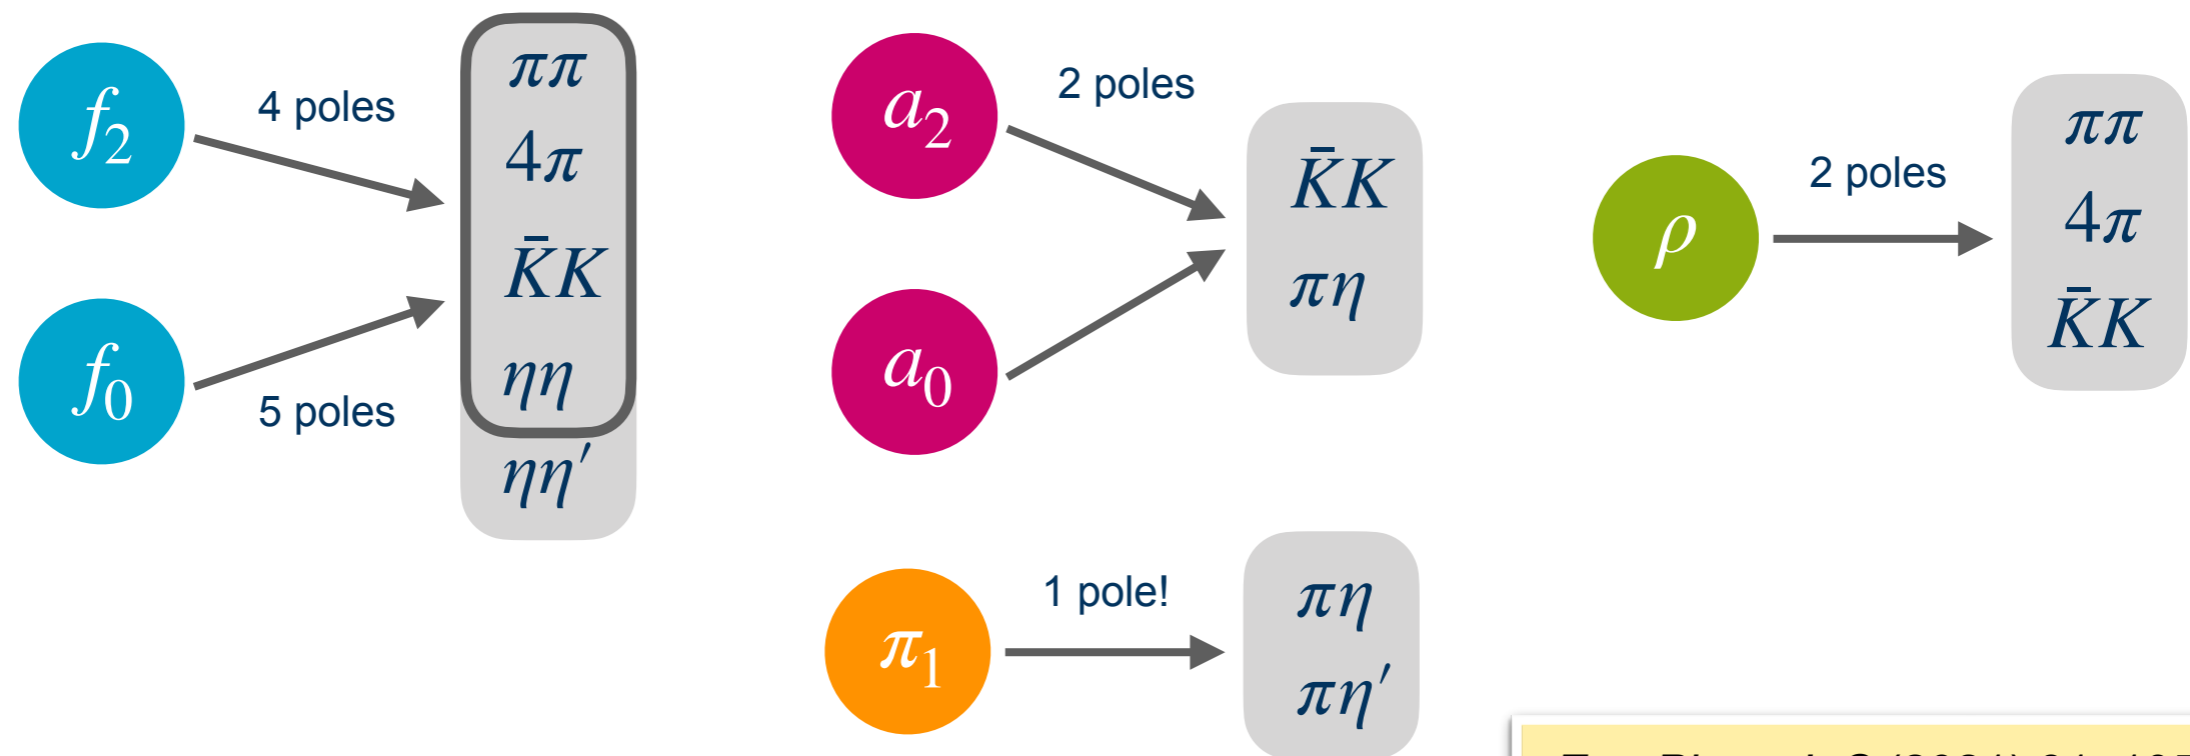 f₂
4 poles
ππ
4π
K̄K
ηη
ηη′
f₀
5 poles
a₂
2 poles
K̄K
πη
a₀
ρ
2 poles
ππ
4π
K̄K
π₁
1 pole!
πη
πη′